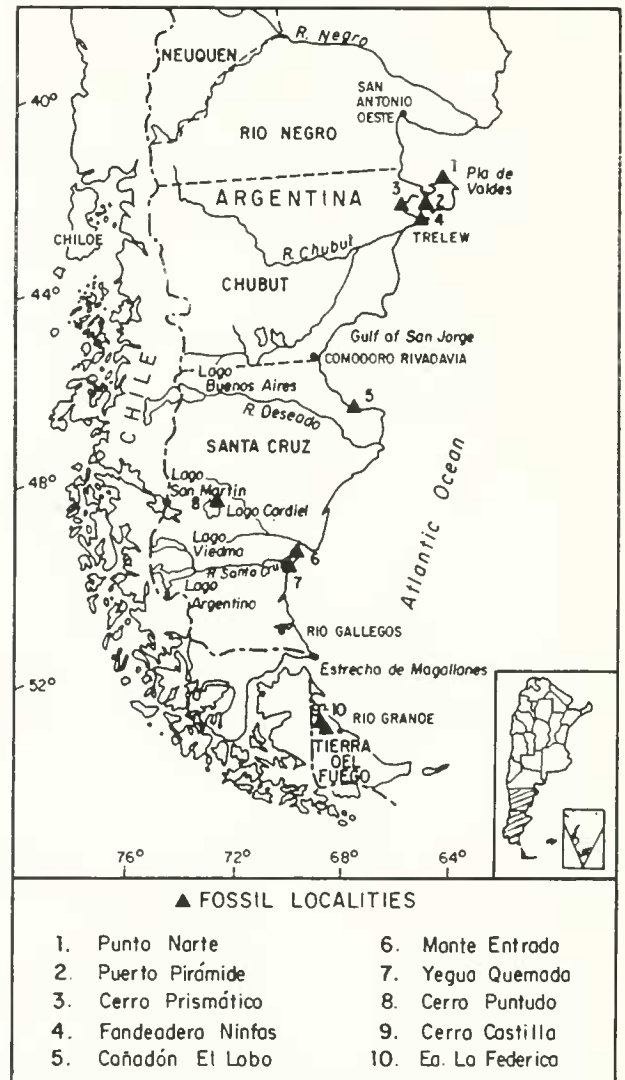 NEUQUEN
R. Negro
40°
SAN
ANTONIO
OESTE
RIO NEGRO
1
Pla de
Valdes
ARGENTINA
3
2
4
CHILOE
R. Chubut
TRELEW
CHUBUT
44°
Gulf of San Jorge
COMODORO RIVADAVIA
Lago
Buenos Aires
CHILE
R. Deseado
5
SANTA CRUZ
48°
Lago
San Martin
8
Lago Cardiel
Atlantic Ocean
Lago
Viedma
6
R. Santa Cru
7
Lago
Argentino
RIO GALLEGOS
Estrecho de Magallanes
52°
10
RIO GRANDE
TIERRA
DEL
FUEGO
76° 72° 68° 64°
▲ FOSSIL LOCALITIES
1. Punto Narte
2. Puerto Pirámide
3. Cerro Prismático
4. Fandeadera Ninfas
5. Cañadón El Lobo
6. Monte Entrada
7. Yegua Quemada
8. Cerro Puntudo
9. Cerra Castilla
10. Ea. La Federica